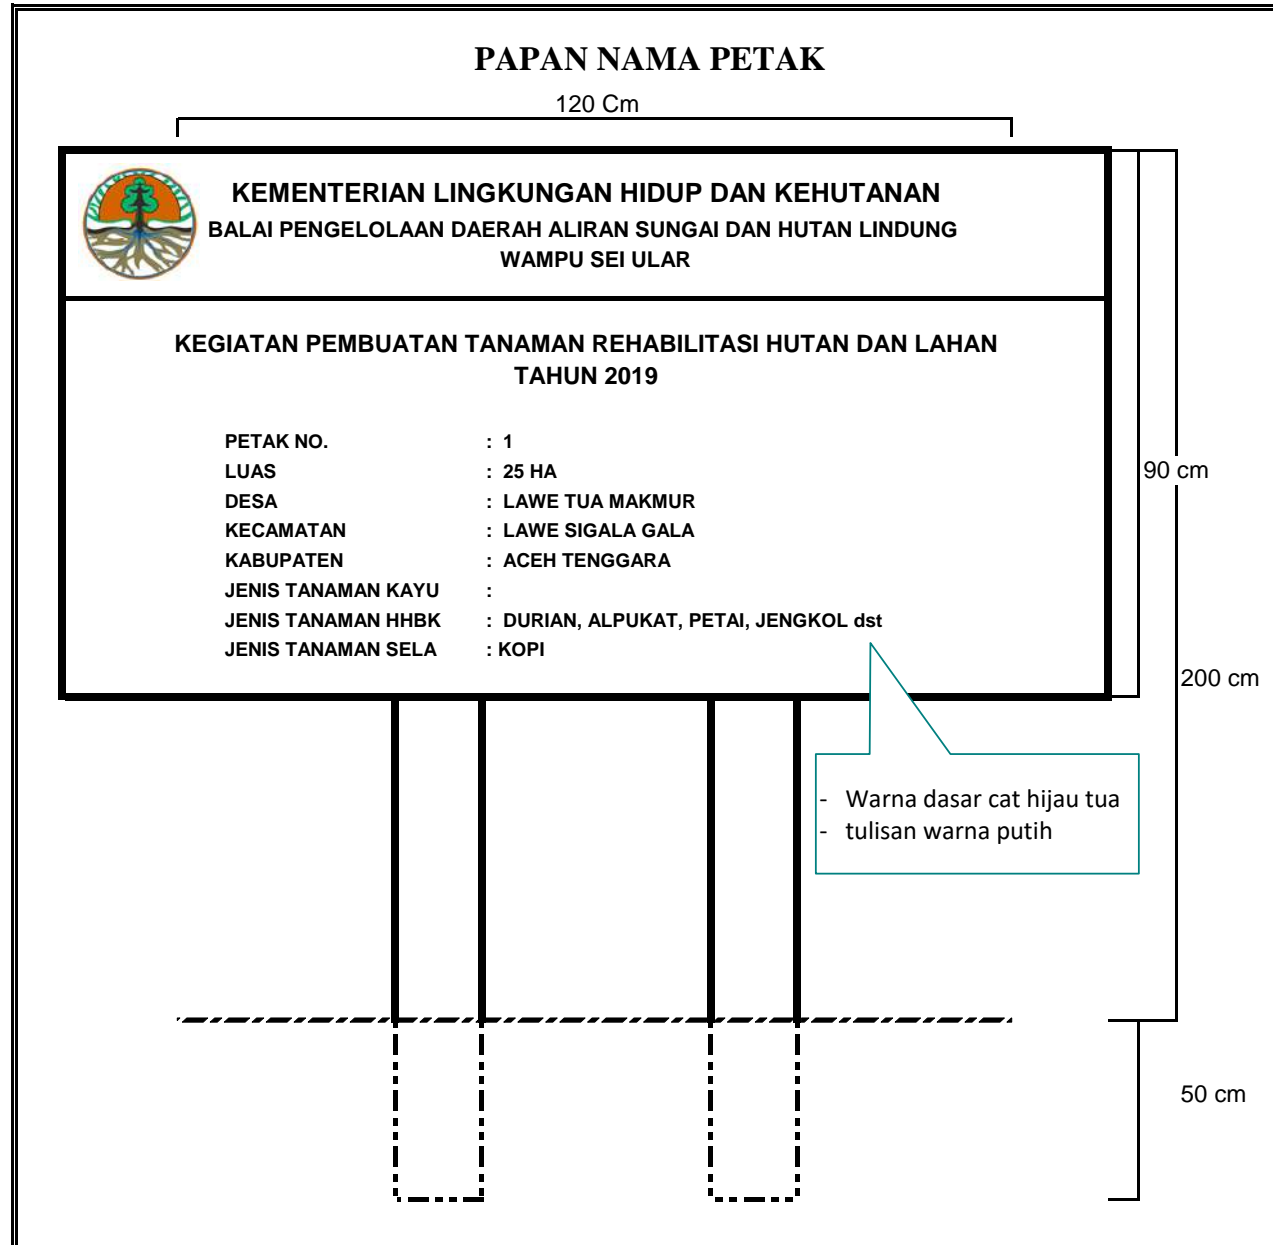 PAPAN NAMA PETAK
120 Cm
KEMENTERIAN LINGKUNGAN HIDUP DAN KEHUTANAN
BALAI PENGELOLAAN DAERAH ALIRAN SUNGAI DAN HUTAN LINDUNG
WAMPU SEI ULAR
KEGIATAN PEMBUATAN TANAMAN REHABILITASI HUTAN DAN LAHAN
TAHUN 2019
PETAK NO. : 1
LUAS : 25 HA
DESA : LAWE TUA MAKMUR
KECAMATAN : LAWE SIGALA GALA
KABUPATEN : ACEH TENGGARA
JENIS TANAMAN KAYU :
JENIS TANAMAN HHBK : DURIAN, ALPUKAT, PETAI, JENGKOL dst
JENIS TANAMAN SELA : KOPI
90 cm
200 cm
- Warna dasar cat hijau tua
- tulisan warna putih
50 cm